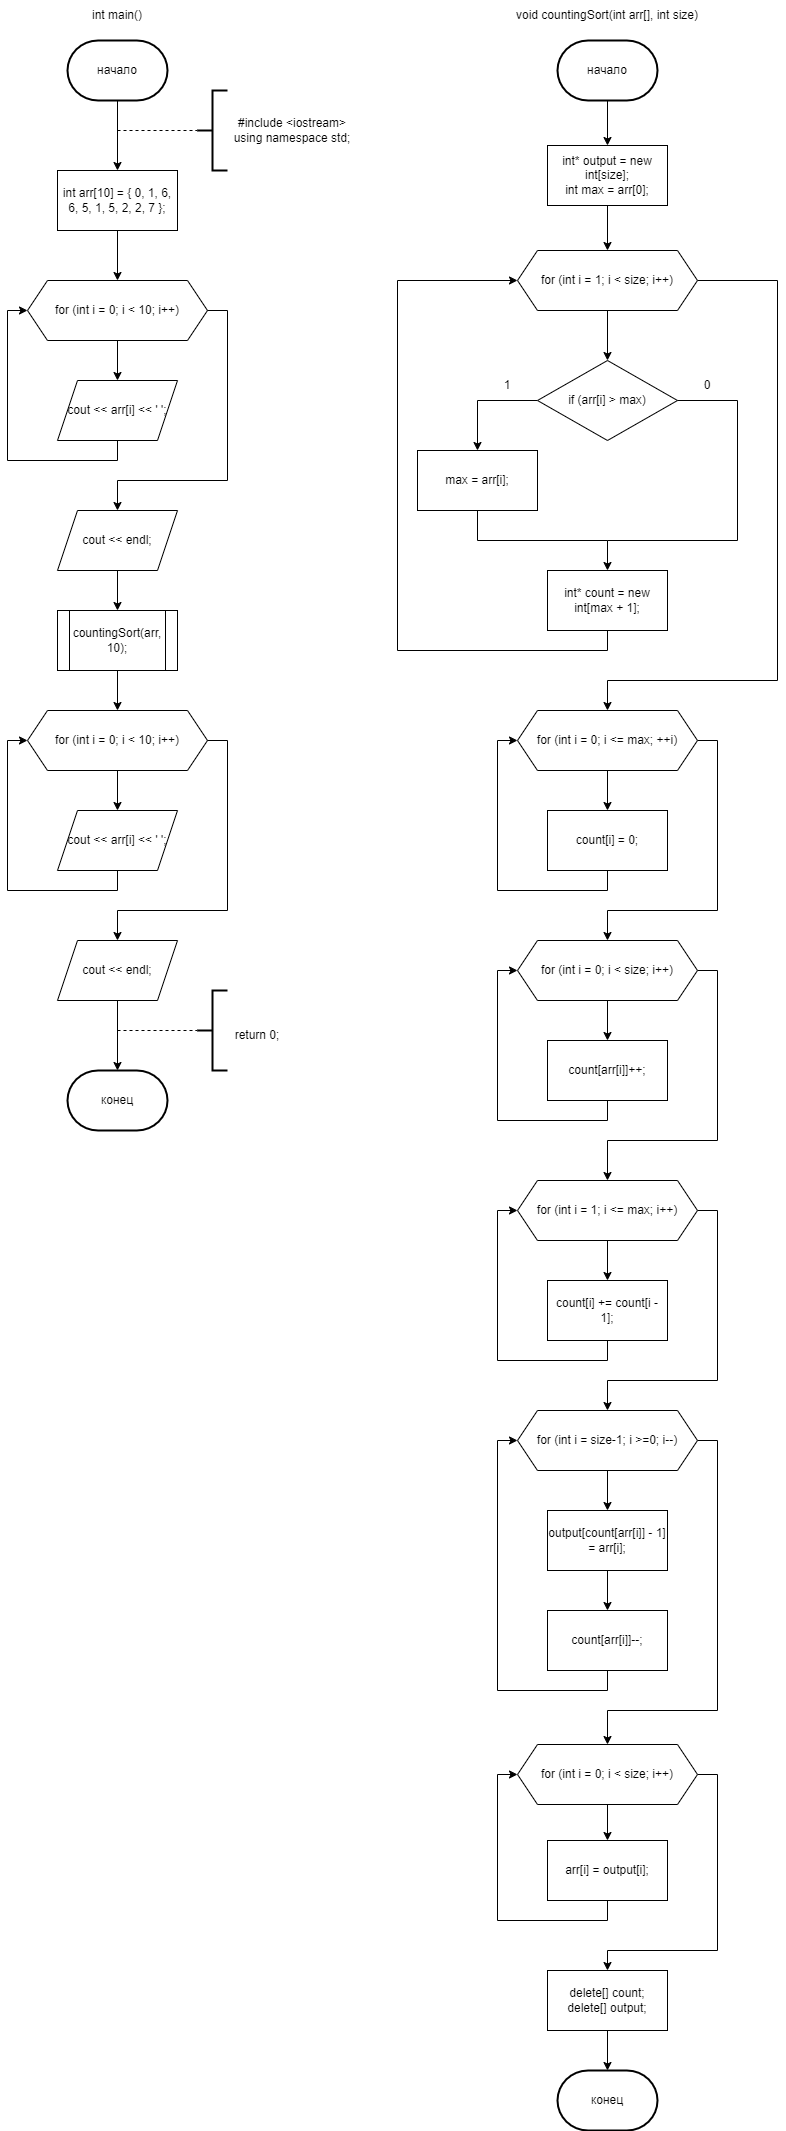 int main()
начало
#include <iostream>
using namespace std;
int arr[10] = { 0, 1, 6,
6, 5, 1, 5, 2, 2, 7 };
for (int i = 0; i < 10; i++)
cout << arr[i] << ' ';
cout << endl;
countingSort(arr,
10);
for (int i = 0; i < 10; i++)
cout << arr[i] << ' ';
cout << endl;
return 0;
конец
void countingSort(int arr[], int size)
начало
int* output = new
int[size];
int max = arr[0];
for (int i = 1; i < size; i++)
if (arr[i] > max)
1
0
max = arr[i];
int* count = new
int[max + 1];
for (int i = 0; i <= max; ++i)
count[i] = 0;
for (int i = 0; i < size; i++)
count[arr[i]]++;
for (int i = 1; i <= max; i++)
count[i] += count[i -
1];
for (int i = size-1; i >=0; i--)
output[count[arr[i]] - 1]
= arr[i];
count[arr[i]]--;
for (int i = 0; i < size; i++)
arr[i] = output[i];
delete[] count;
delete[] output;
конец